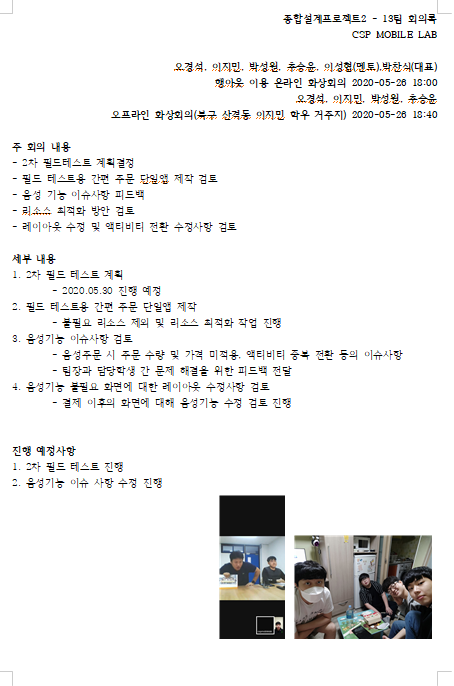 종합설계프로젝트2 - 13팀 회의록
CSP MOBILE LAB
오경석, 이지민, 박성원, 추승윤, 이성협(멘토),박찬식(대표)
행아웃 이용 온라인 화상회의 2020-05-26 18:00
오경석, 이지민, 박성원, 추승윤
오프라인 화상회의(북구 산격동 이지민 학우 거주지) 2020-05-26 18:40
주 회의 내용
- 2차 필드테스트 계획결정
- 필드 테스트용 간편 주문 단일앱 제작 검토
- 음성 기능 이슈사항 피드백
- 리소스 최적화 방안 검토
- 레이아웃 수정 및 액티비티 전환 수정사항 검토
세부 내용
1. 2차 필드 테스트 계획
- 2020.05.30 진행 예정
2. 필드 테스트용 간편 주문 단일앱 제작
- 불필요 리소스 제외 및 리소스 최적화 작업 진행
3. 음성기능 이슈사항 검토
- 음성주문 시 주문 수량 및 가격 미적용, 액티비티 중복 전환 등의 이슈사항
- 팀장과 담당학생 간 문제 해결을 위한 피드백 전달
4. 음성기능 불필요 화면에 대한 레이아웃 수정사항 검토
- 결제 이후의 화면에 대해 음성기능 수정 검토 진행
진행 예정사항
1. 2차 필드 테스트 진행
2. 음성기능 이슈 사항 수정 진행